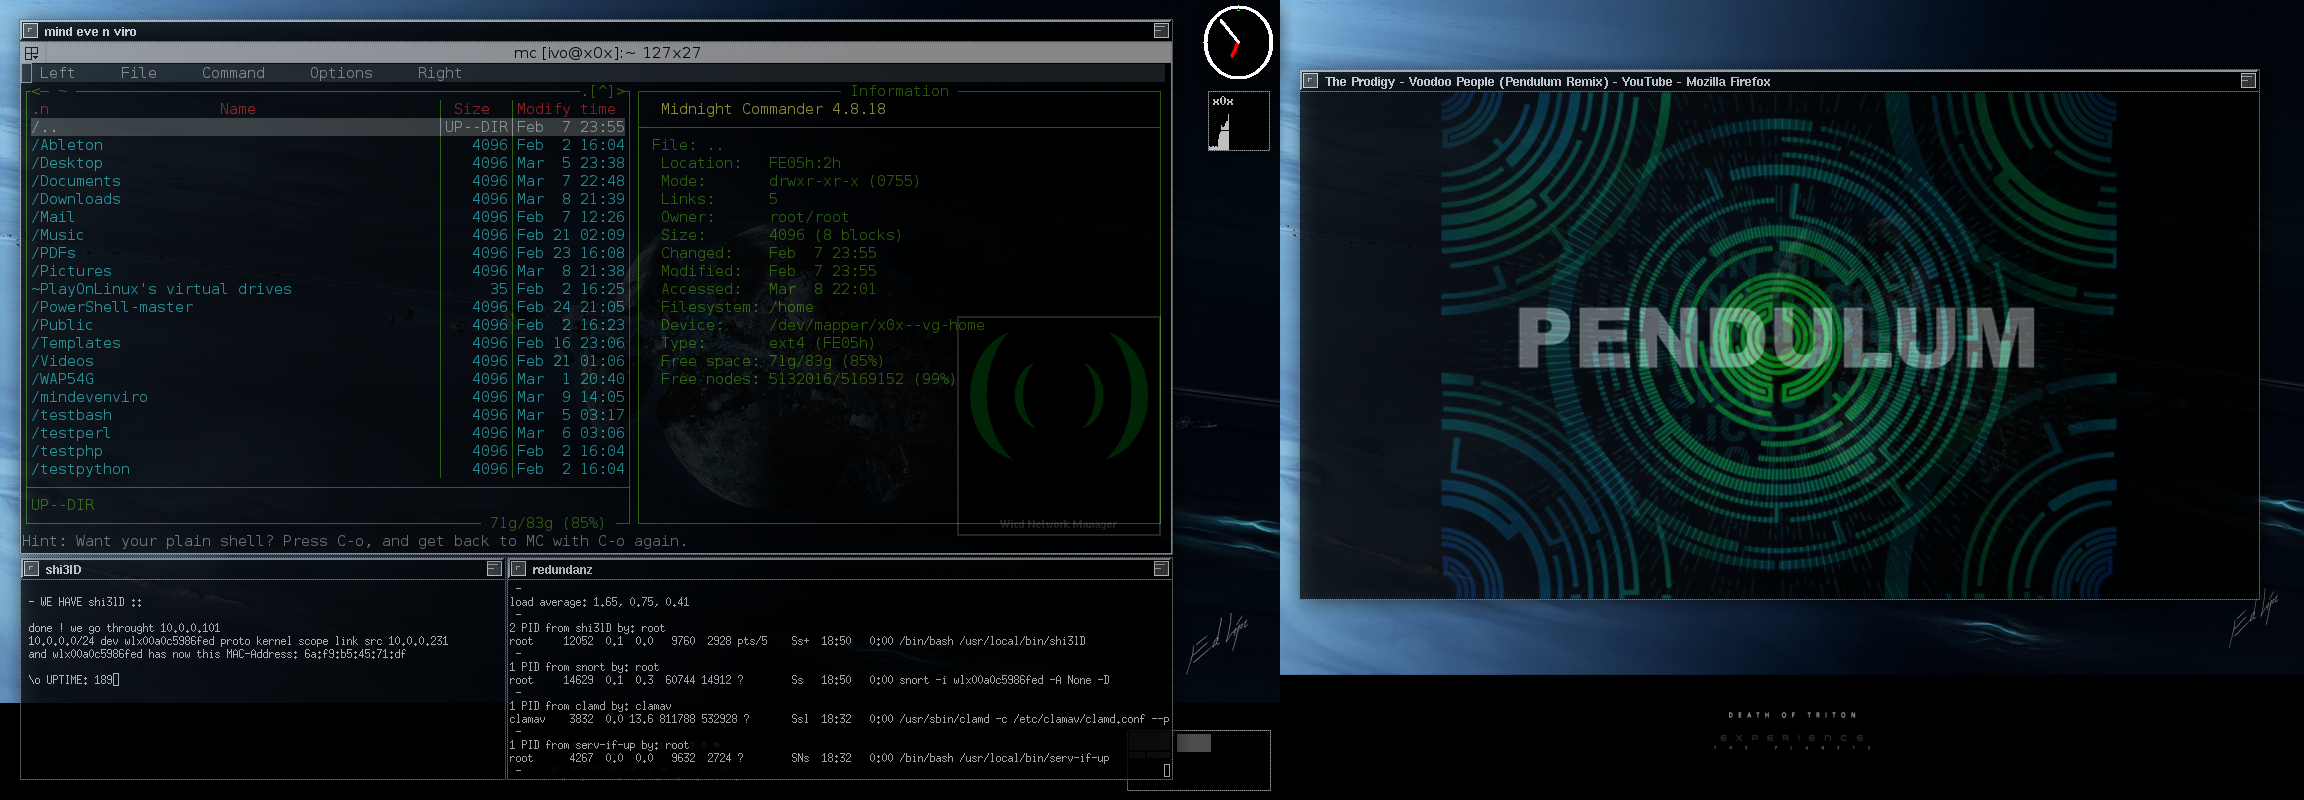 mind eve n viro
mc [ivo@x0x]:~ 127x27
Left File Command Options Right
<— ~ .[^]>
.n Name Size Modify time
/.. UP--DIR Feb 7 23:55
/Ableton 4096 Feb 2 16:04
/Desktop 4096 Mar 5 23:38
/Documents 4096 Mar 7 22:48
/Downloads 4096 Mar 8 21:39
/Mail 4096 Feb 7 12:26
/Music 4096 Feb 21 02:09
/PDFs 4096 Feb 23 16:08
/Pictures 4096 Mar 8 21:38
~PlayOnLinux's virtual drives 35 Feb 2 16:25
/PowerShell-master 4096 Feb 24 21:05
/Public 4096 Feb 2 16:23
/Templates 4096 Feb 16 23:06
/Videos 4096 Feb 21 01:06
/WAP54G 4096 Mar 1 20:40
/mindevenviro 4096 Mar 9 14:05
/testbash 4096 Mar 5 03:17
/testperl 4096 Mar 6 03:06
/testphp 4096 Feb 2 16:04
/testpython 4096 Feb 2 16:04
UP--DIR
71g/83g (85%)
Information
Midnight Commander 4.8.18
File: ..
Location: FE05h:2h
Mode: drwxr-xr-x (0755)
Links: 5
Owner: root/root
Size: 4096 (8 blocks)
Changed: Feb 7 23:55
Modified: Feb 7 23:55
Accessed: Mar 8 22:01
Filesystem: /home
Device: /dev/mapper/x0x--vg-home
Type: ext4 (FE05h)
Free space: 71g/83g (85%)
Free nodes: 5132016/5169152 (99%)
Wicd Network Manager
Hint: Want your plain shell? Press C-o, and get back to MC with C-o again.
shi3lD
- WE HAVE shi3lD ::
done ! we go throught 10.0.0.101
10.0.0.0/24 dev wlx00a0c5986fed proto kernel scope link src 10.0.0.231
and wlx00a0c5986fed has now this MAC-Address: 6a:f9:b5:45:71:df
\o UPTIME: 189
redundanz
-
load average: 1.65, 0.75, 0.41
-
2 PID from shi3lD by: root
root 12052 0.1 0.0 9760 2928 pts/5 Ss+ 18:50 0:00 /bin/bash /usr/local/bin/shi3lD
-
1 PID from snort by: root
root 14629 0.1 0.3 60744 14912 ? Ss 18:50 0:00 snort -i wlx00a0c5986fed -A None -D
-
1 PID from clamd by: clamav
clamav 3832 0.0 13.6 811788 532928 ? Ssl 18:32 0:00 /usr/sbin/clamd -c /etc/clamav/clamd.conf --p
-
1 PID from serv-if-up by: root
root 4267 0.0 0.0 9632 2724 ? SNs 18:32 0:00 /bin/bash /usr/local/bin/serv-if-up
-
x0x
The Prodigy - Voodoo People (Pendulum Remix) - YouTube - Mozilla Firefox
PENDULUM
DEATH OF TRITON
EXPERIENCE
THE PLANETS